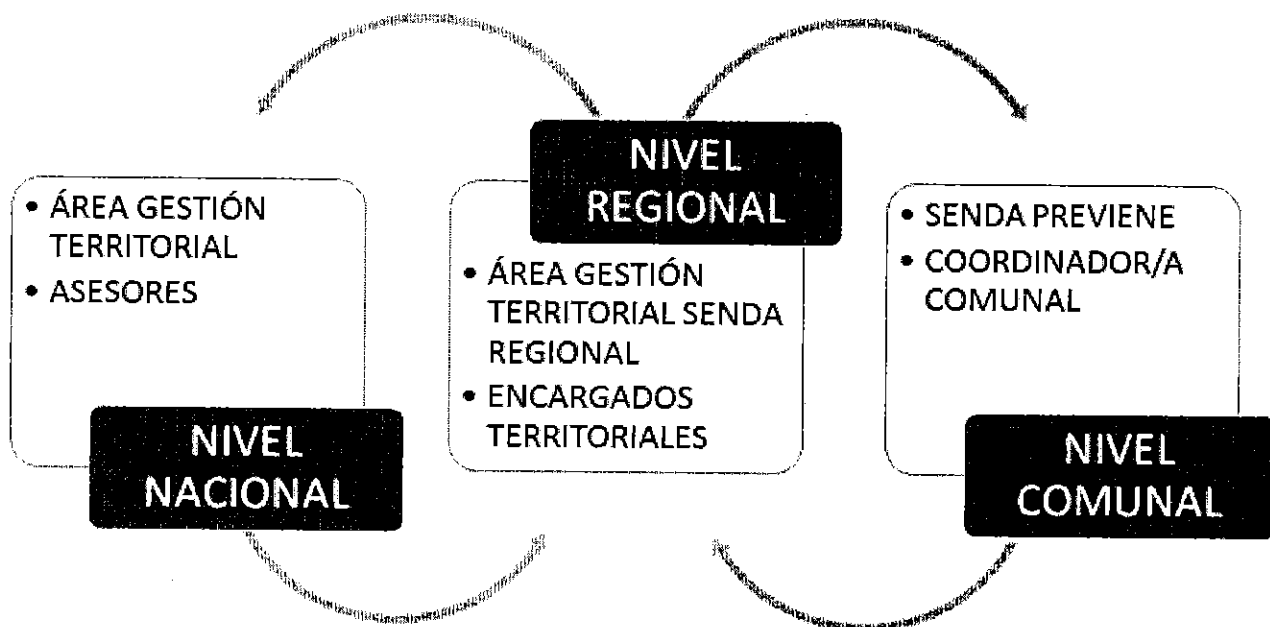 • ÁREA GESTIÓN
TERRITORIAL
• ASESORES
NIVEL
NACIONAL
NIVEL
REGIONAL
• ÁREA GESTIÓN
TERRITORIAL SENDA
REGIONAL
• ENCARGADOS
TERRITORIALES
• SENDA PREVIENE
• COORDINADOR/A
COMUNAL
NIVEL
COMUNAL